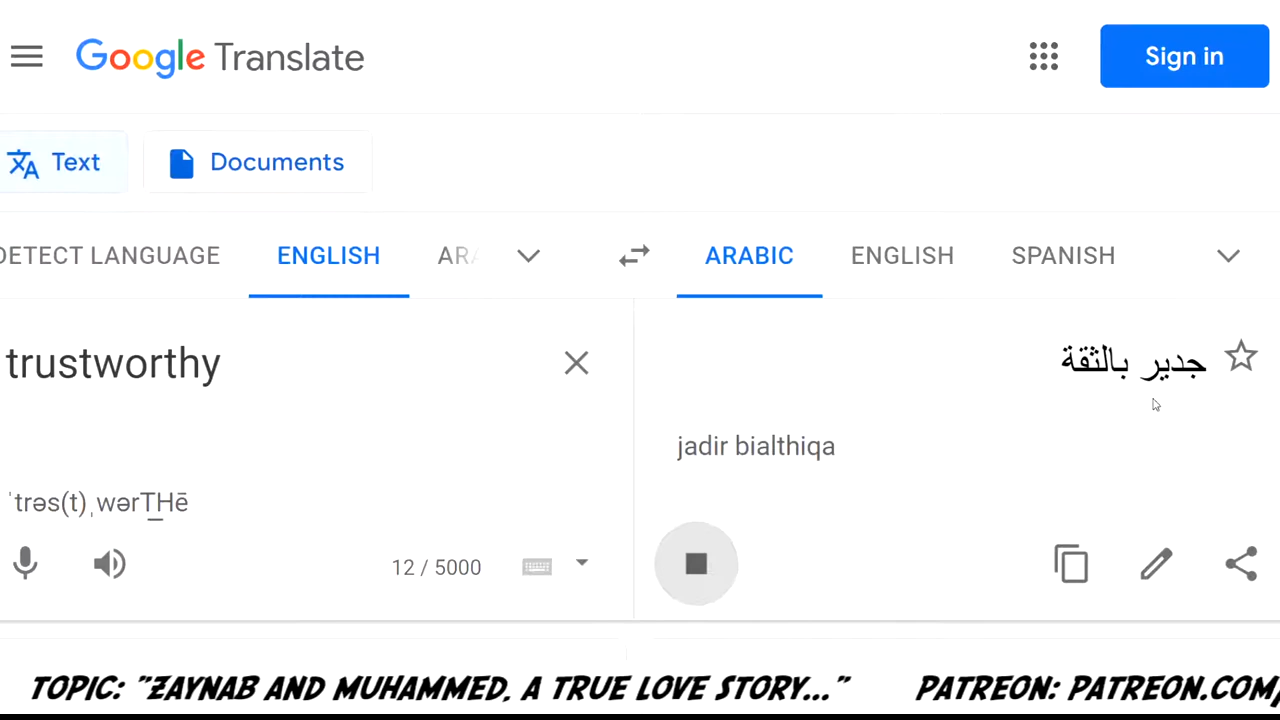 Google Translate
Sign in
Text
Documents
DETECT LANGUAGE ENGLISH ARA
ARABIC ENGLISH SPANISH
trustworthy
جدير بالثقة
jadir bialthiqa
ˈtrəs(t)ˌwərT͟Hē
12 / 5000
TOPIC: "ZAYNAB AND MUHAMMED, A TRUE LOVE STORY..." PATREON: PATREON.COM/